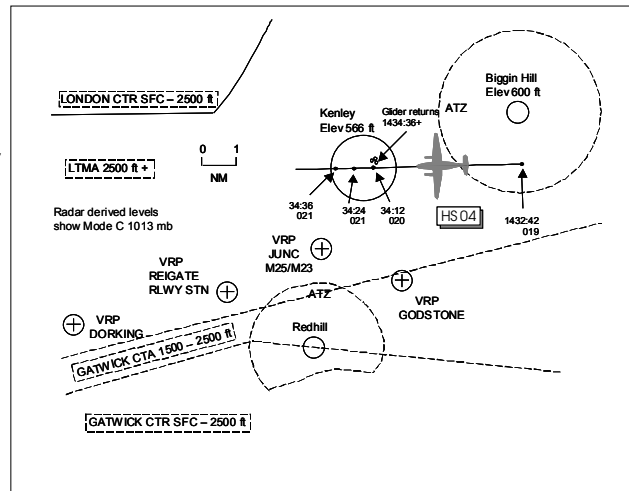 LONDON CTR SFC – 2500 ft
LTMA 2500 ft +
0 1
NM
Radar derived levels
show Mode C 1013 mb
Kenley
Elev 566 ft
Glider returns
1434:36+
ATZ
Biggin Hill
Elev 600 ft
34:36
021
34:24
021
34:12
020
HS 04
1432:42
019
VRP
JUNC
M25/M23
VRP
REIGATE
RLWY STN
VRP
DORKING
ATZ
VRP
GODSTONE
Redhill
GATWICK CTA 1500 – 2500 ft
GATWICK CTR SFC – 2500 ft